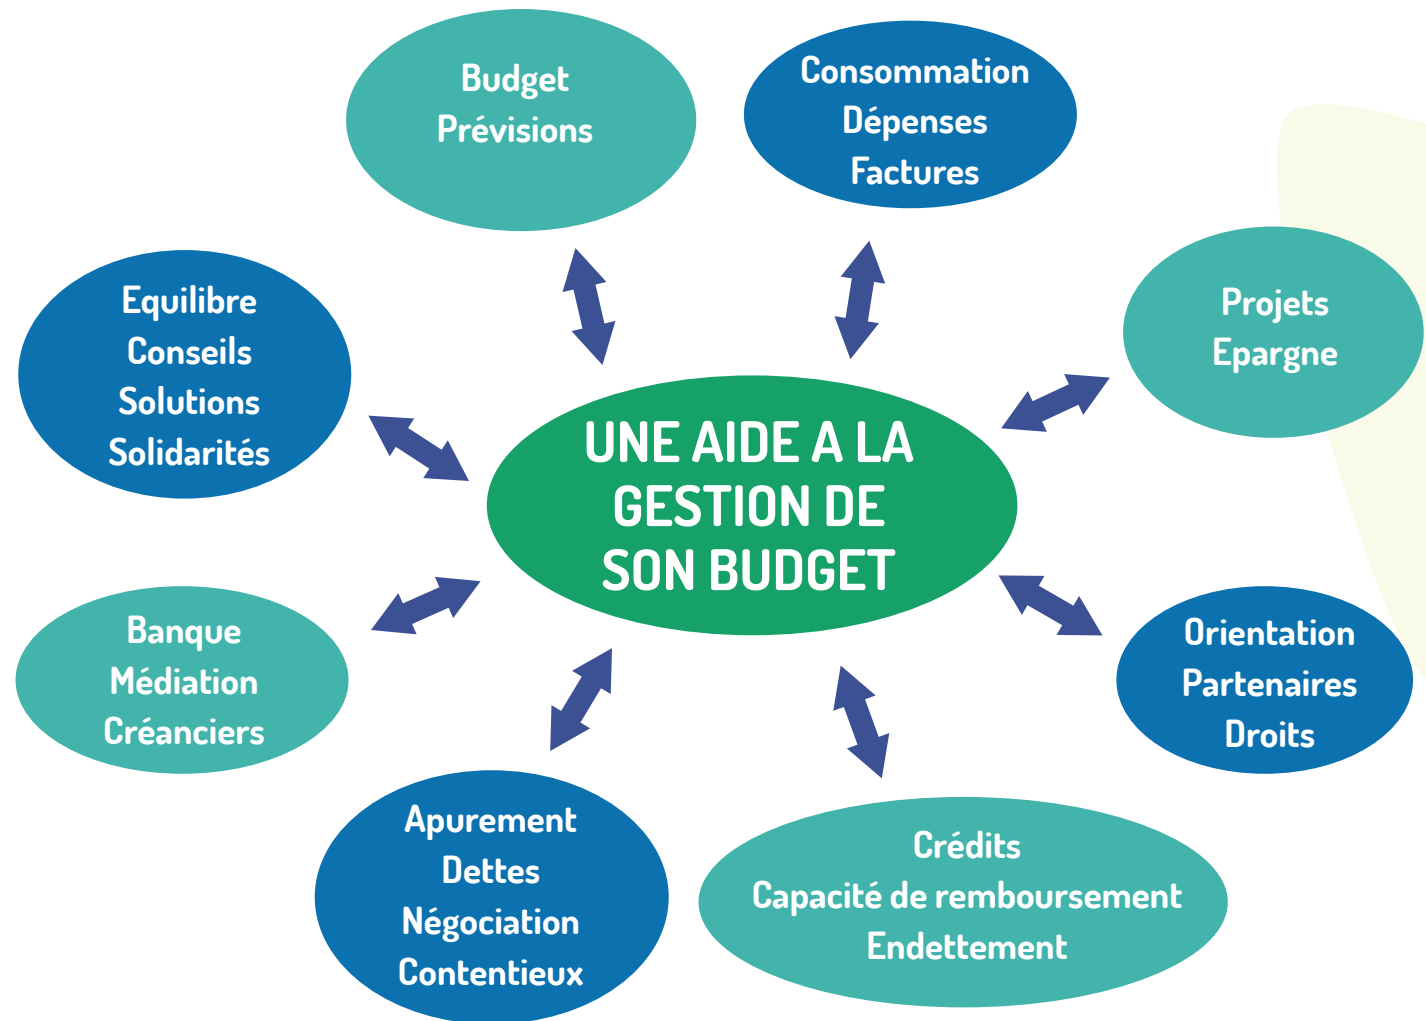 Budget
Prévisions
Consommation
Dépenses
Factures
Equilibre
Conseils
Solutions
Solidarités
Projets
Epargne
UNE AIDE A LA
GESTION DE
SON BUDGET
Banque
Médiation
Créanciers
Orientation
Partenaires
Droits
Apurement
Dettes
Négociation
Contentieux
Crédits
Capacité de remboursement
Endettement